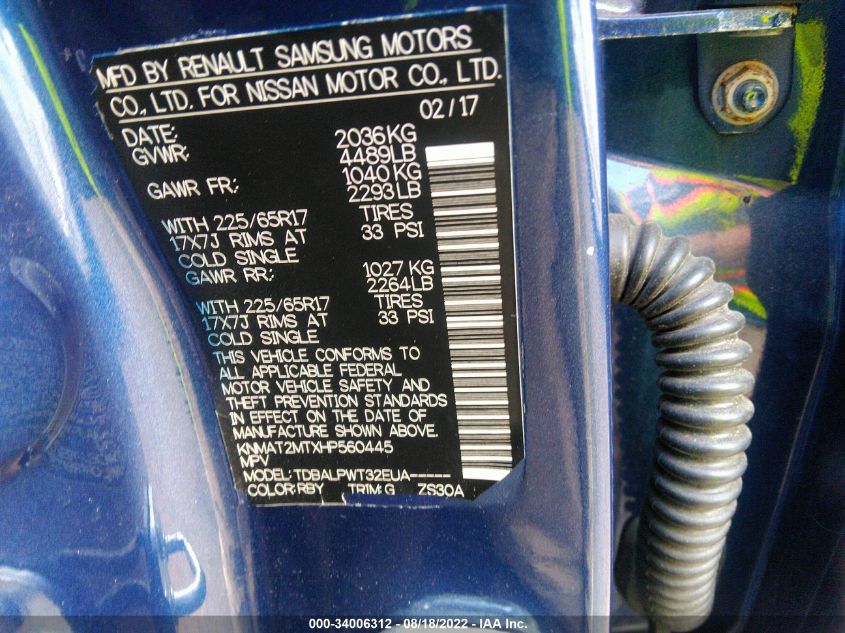 MFD BY RENAULT SAMSUNG MOTORS
CO., LTD. FOR NISSAN MOTOR CO., LTD.
DATE: 02/17
GVWR: 2036KG
4489LB
GAWR FR: 1040KG
2293LB
WITH 225/65R17 TIRES
17X7J RIMS AT 33 PSI
COLD SINGLE
GAWR RR: 1027 KG
2264LB
WITH 225/65R17 TIRES
17X7J RIMS AT 33 PSI
COLD SINGLE
THIS VEHICLE CONFORMS TO
ALL APPLICABLE FEDERAL
MOTOR VEHICLE SAFETY AND
THEFT PREVENTION STANDARDS
IN EFFECT ON THE DATE OF
MANUFACTURE SHOWN ABOVE.
KNMAT2MTXHP560445
MPV
MODEL: TDBALPWT32EUA-----
COLOR: RBY TRIM: G ZS30A
000-34006312 - 08/18/2022 - IAA Inc.